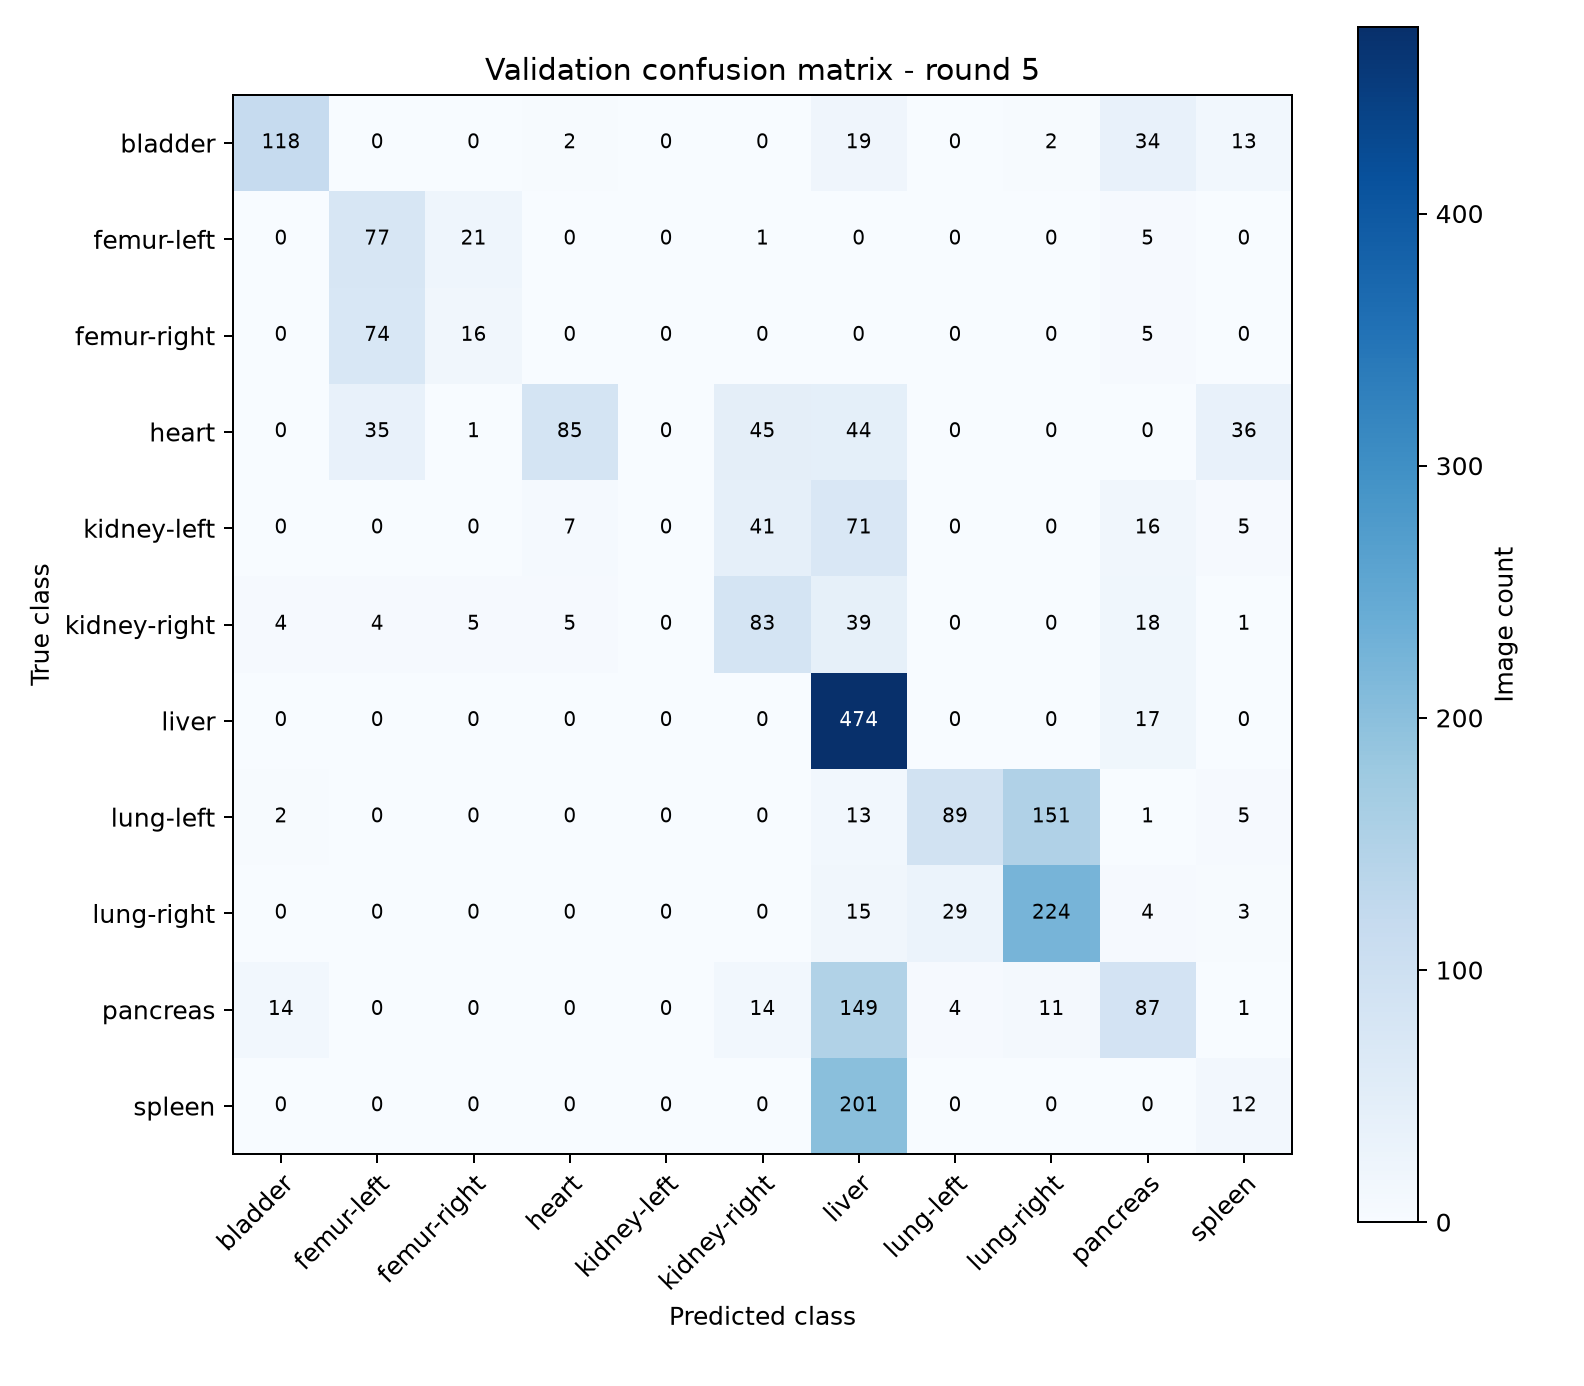 Validation confusion matrix - round 5
bladder 118 0 0 2 0 0 19 0 2 34 13
femur-left 0 77 21 0 0 1 0 0 0 5 0
femur-right 0 74 16 0 0 0 0 0 0 5 0
heart 0 35 1 85 0 45 44 0 0 0 36
kidney-left 0 0 0 7 0 41 71 0 0 16 5
kidney-right 4 4 5 5 0 83 39 0 0 18 1
liver 0 0 0 0 0 0 474 0 0 17 0
lung-left 2 0 0 0 0 0 13 89 151 1 5
lung-right 0 0 0 0 0 0 15 29 224 4 3
pancreas 14 0 0 0 0 14 149 4 11 87 1
spleen 0 0 0 0 0 0 201 0 0 0 12
bladder femur-left femur-right heart kidney-left kidney-right liver lung-left lung-right pancreas spleen
Predicted class
True class
400
300
200
100
0
Image count